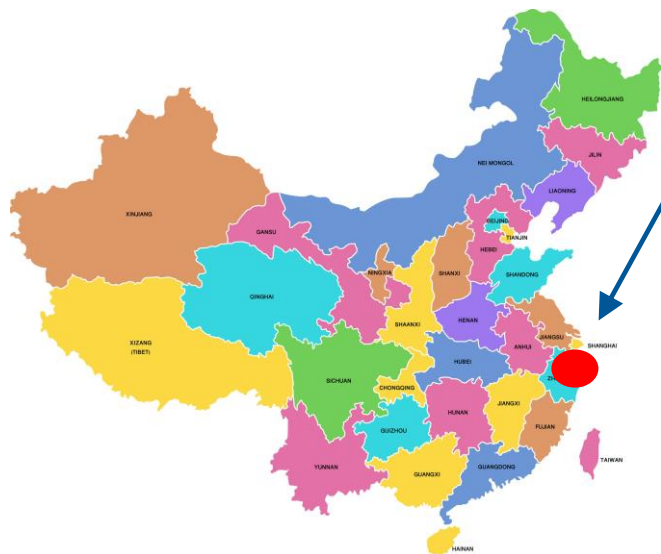 HEILONGJIANG
JILIN
NEI MONGOL
LIAONING
XINJIANG
BEIJING
GANSU
TIANJIN
HEBEI
NINGXIA
SHANXI
SHANDONG
QINGHAI
SHAANXI
HENAN
JIANGSU
XIZANG
(TIBET)
ANHUI
SHANGHAI
HUBEI
SICHUAN
CHONGQING
JIANGXI
HUNAN
GUIZHOU
FUJIAN
YUNNAN
GUANGXI
GUANGDONG
TAIWAN
HAINAN